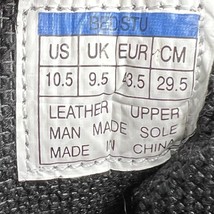 BEDSTU
US UK EUR CM
10.5 9.5 43.5 29.5
LEATHER UPPER
MAN MADE SOLE
MADE IN CHINA